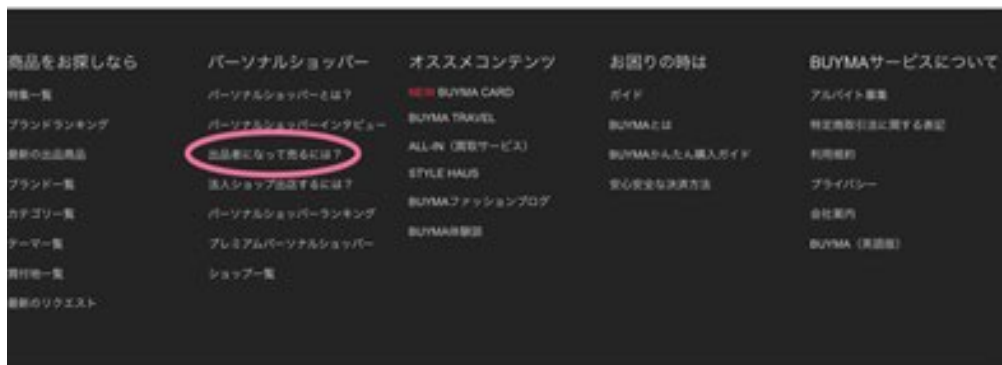 商品をお探しなら
特集一覧
ブランドランキング
最新の出品商品
ブランド一覧
カテゴリ一覧
テーマ一覧
買付地一覧
最新のリクエスト
パーソナルショッパー
パーソナルショッパーとは？
パーソナルショッパーインタビュー
出品者になって売るには？
法人ショップ出店するには？
パーソナルショッパーランキング
プレミアムパーソナルショッパー
ショップ一覧
オススメコンテンツ
NEW BUYMA CARD
BUYMA TRAVEL
ALL-IN（買取サービス）
STYLE HAUS
BUYMAファッションブログ
BUYMA体験談
お困りの時は
ガイド
BUYMAとは
BUYMAかんたん購入ガイド
安心安全な決済方法
BUYMAサービスについて
アルバイト募集
特定商取引法に関する表記
利用規約
プライバシー
会社案内
BUYMA（英語版）